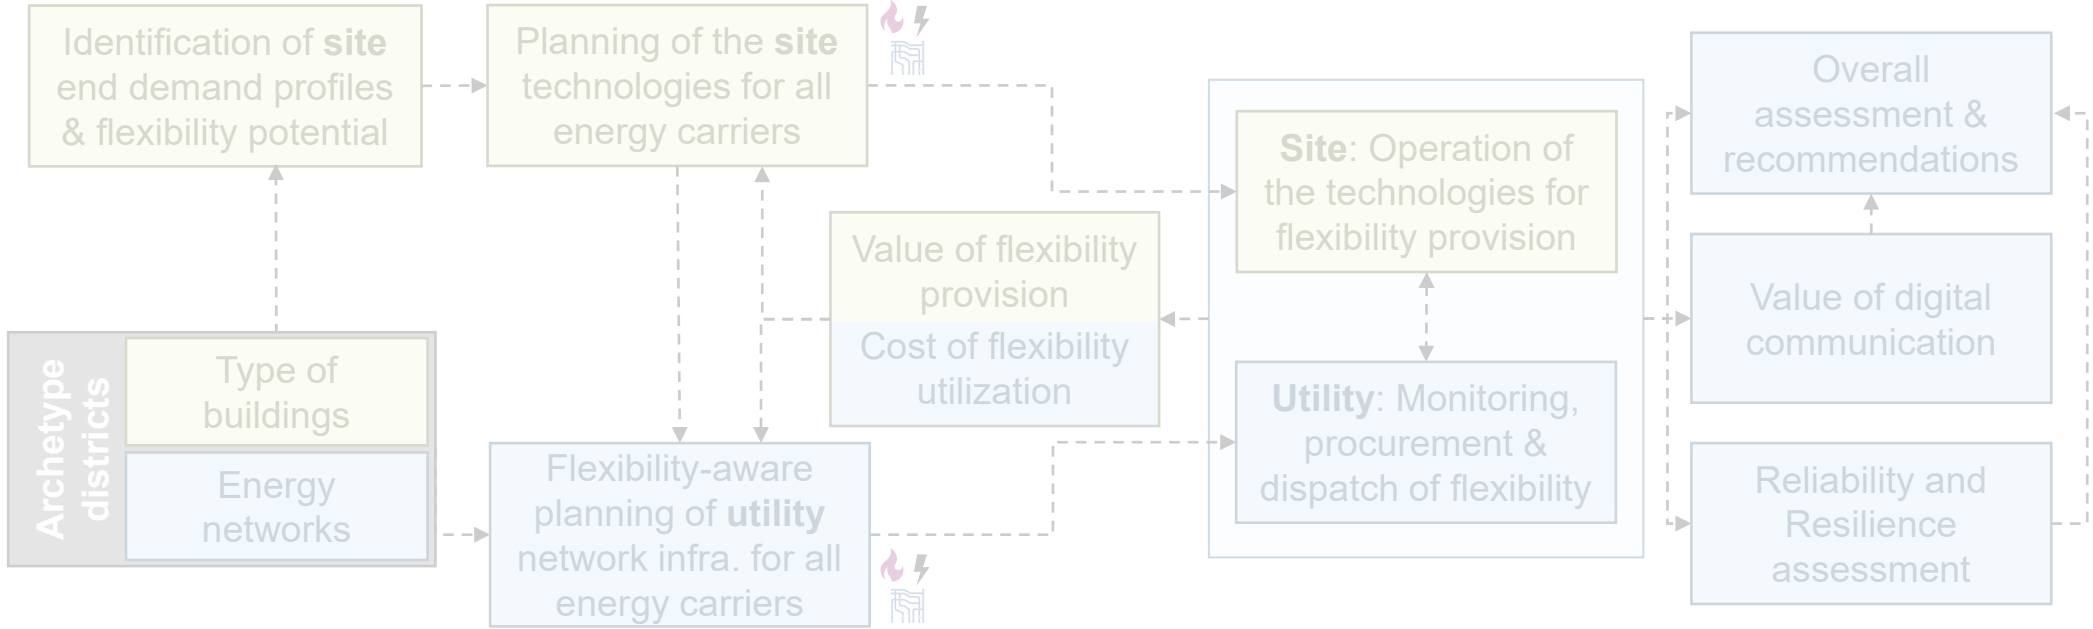 Identification of site
end demand profiles
& flexibility potential
Planning of the site
technologies for all
energy carriers
Archetype
districts
Type of
buildings
Energy
networks
Flexibility-aware
planning of utility
network infra. for all
energy carriers
Value of flexibility
provision
Cost of flexibility
utilization
Site: Operation of
the technologies for
flexibility provision
Utility: Monitoring,
procurement &
dispatch of flexibility
Overall
assessment &
recommendations
Value of digital
communication
Reliability and
Resilience
assessment